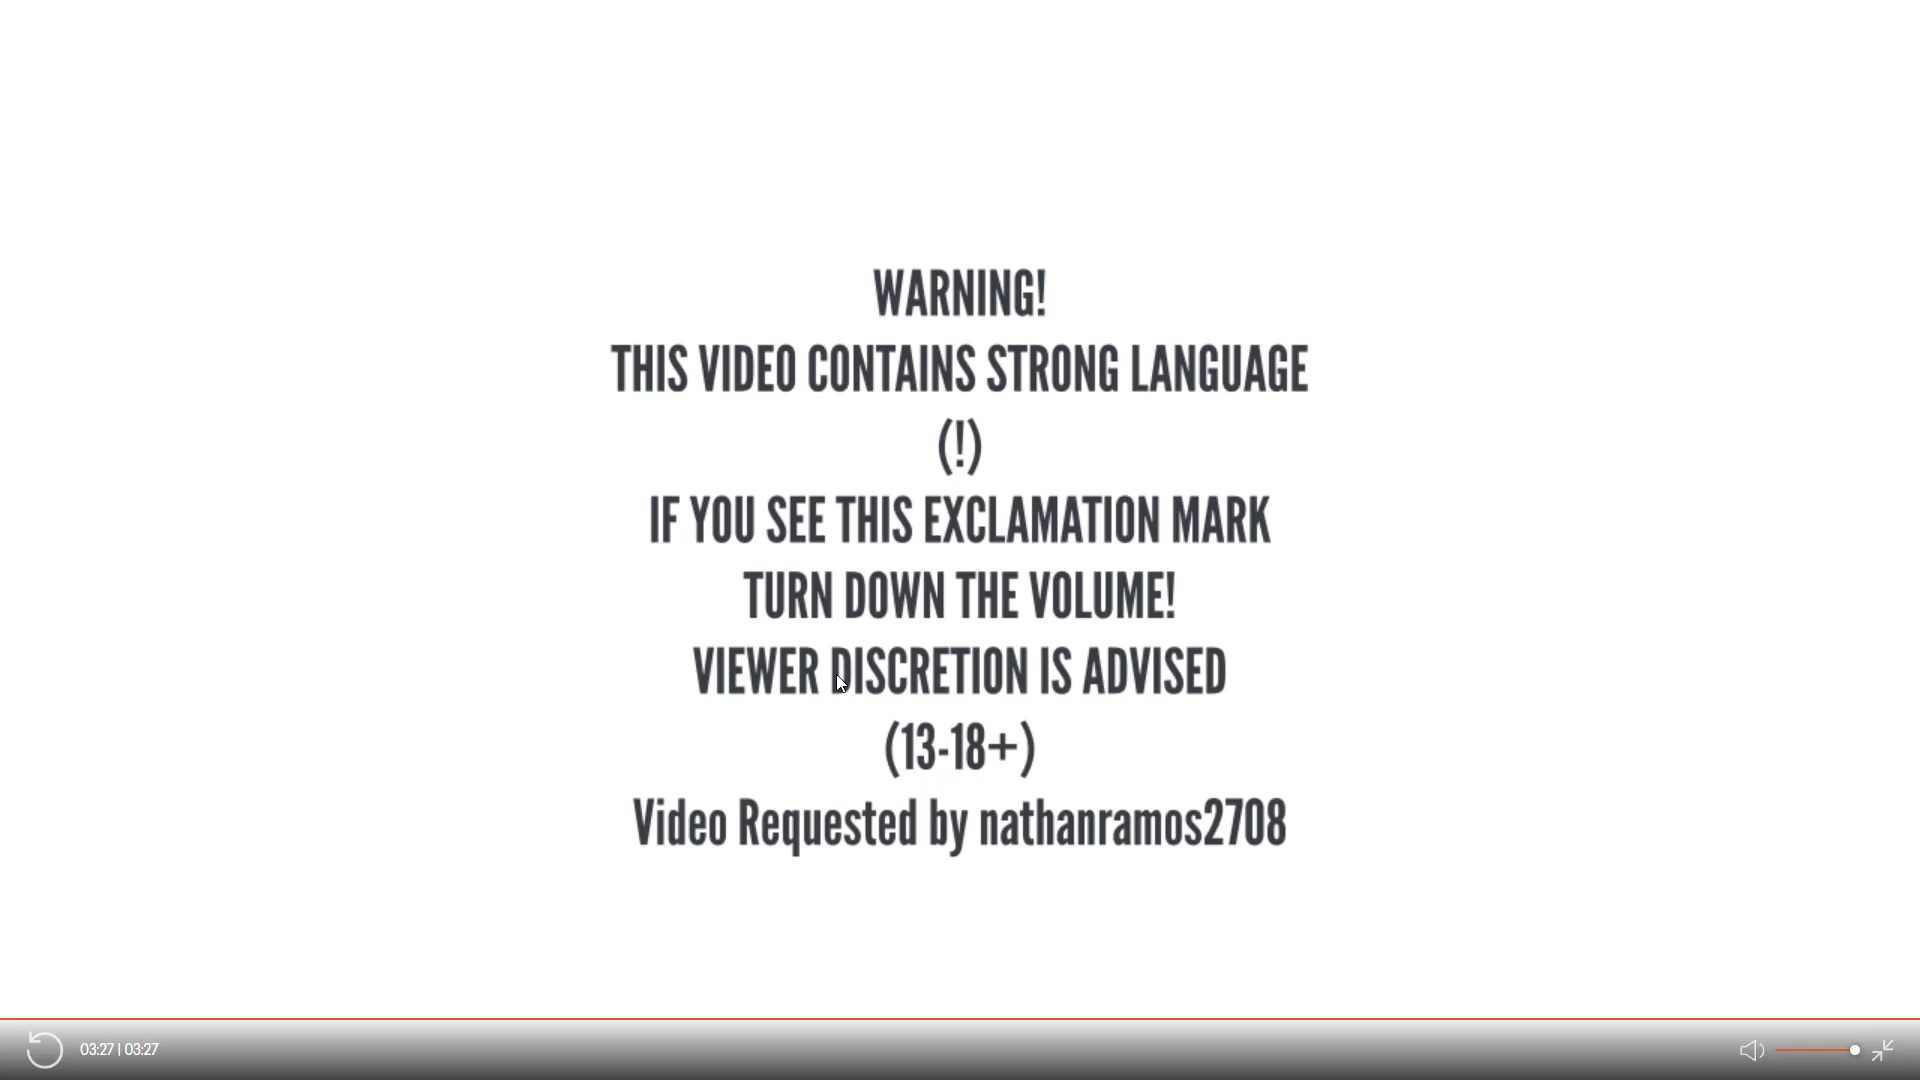 WARNING!
THIS VIDEO CONTAINS STRONG LANGUAGE
(!)
IF YOU SEE THIS EXCLAMATION MARK
TURN DOWN THE VOLUME!
VIEWER DISCRETION IS ADVISED
(13-18+)
Video Requested by nathanramos2708
03:27 | 03:27